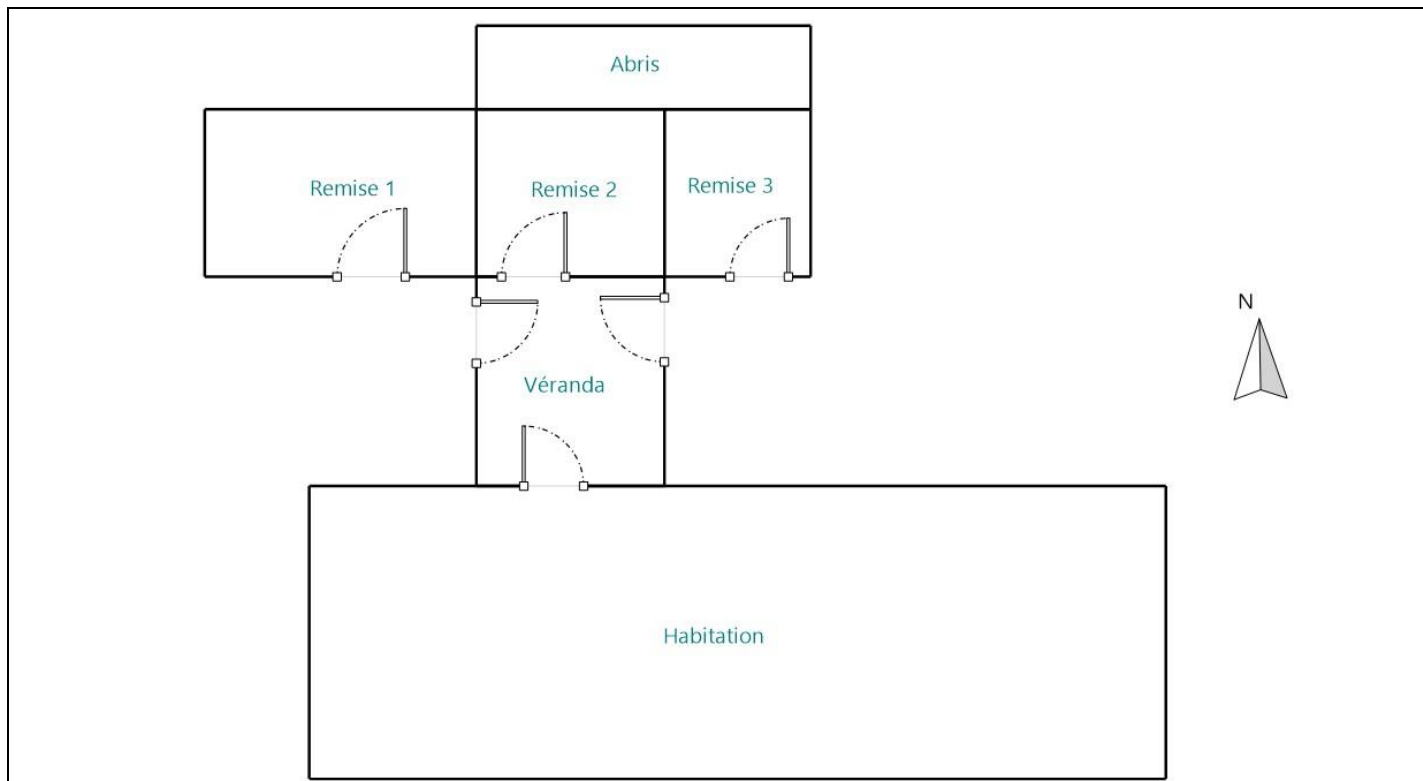 Abris
Remise 1
Remise 2
Remise 3
N
Véranda
Habitation